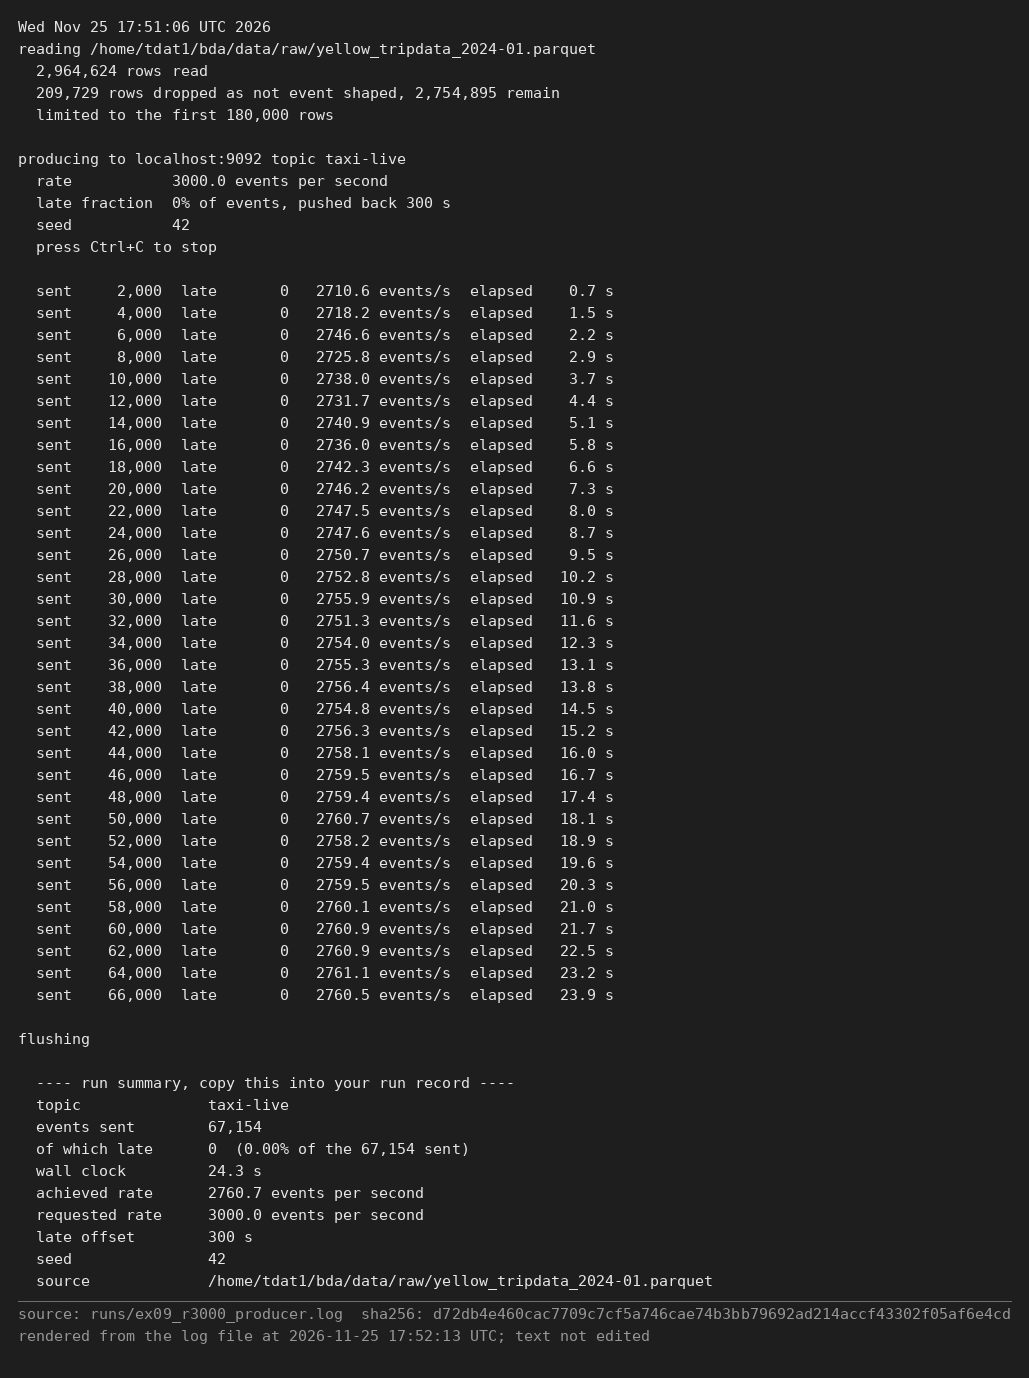 Wed Nov 25 17:51:06 UTC 2026
reading /home/tdat1/bda/data/raw/yellow_tripdata_2024-01.parquet
  2,964,624 rows read
  209,729 rows dropped as not event shaped, 2,754,895 remain
  limited to the first 180,000 rows

producing to localhost:9092 topic taxi-live
  rate           3000.0 events per second
  late fraction  0% of events, pushed back 300 s
  seed           42
  press Ctrl+C to stop

  sent     2,000  late       0   2710.6 events/s  elapsed    0.7 s
  sent     4,000  late       0   2718.2 events/s  elapsed    1.5 s
  sent     6,000  late       0   2746.6 events/s  elapsed    2.2 s
  sent     8,000  late       0   2725.8 events/s  elapsed    2.9 s
  sent    10,000  late       0   2738.0 events/s  elapsed    3.7 s
  sent    12,000  late       0   2731.7 events/s  elapsed    4.4 s
  sent    14,000  late       0   2740.9 events/s  elapsed    5.1 s
  sent    16,000  late       0   2736.0 events/s  elapsed    5.8 s
  sent    18,000  late       0   2742.3 events/s  elapsed    6.6 s
  sent    20,000  late       0   2746.2 events/s  elapsed    7.3 s
  sent    22,000  late       0   2747.5 events/s  elapsed    8.0 s
  sent    24,000  late       0   2747.6 events/s  elapsed    8.7 s
  sent    26,000  late       0   2750.7 events/s  elapsed    9.5 s
  sent    28,000  late       0   2752.8 events/s  elapsed   10.2 s
  sent    30,000  late       0   2755.9 events/s  elapsed   10.9 s
  sent    32,000  late       0   2751.3 events/s  elapsed   11.6 s
  sent    34,000  late       0   2754.0 events/s  elapsed   12.3 s
  sent    36,000  late       0   2755.3 events/s  elapsed   13.1 s
  sent    38,000  late       0   2756.4 events/s  elapsed   13.8 s
  sent    40,000  late       0   2754.8 events/s  elapsed   14.5 s
  sent    42,000  late       0   2756.3 events/s  elapsed   15.2 s
  sent    44,000  late       0   2758.1 events/s  elapsed   16.0 s
  sent    46,000  late       0   2759.5 events/s  elapsed   16.7 s
  sent    48,000  late       0   2759.4 events/s  elapsed   17.4 s
  sent    50,000  late       0   2760.7 events/s  elapsed   18.1 s
  sent    52,000  late       0   2758.2 events/s  elapsed   18.9 s
  sent    54,000  late       0   2759.4 events/s  elapsed   19.6 s
  sent    56,000  late       0   2759.5 events/s  elapsed   20.3 s
  sent    58,000  late       0   2760.1 events/s  elapsed   21.0 s
  sent    60,000  late       0   2760.9 events/s  elapsed   21.7 s
  sent    62,000  late       0   2760.9 events/s  elapsed   22.5 s
  sent    64,000  late       0   2761.1 events/s  elapsed   23.2 s
  sent    66,000  late       0   2760.5 events/s  elapsed   23.9 s

flushing

  ---- run summary, copy this into your run record ----
  topic              taxi-live
  events sent        67,154
  of which late      0  (0.00% of the 67,154 sent)
  wall clock         24.3 s
  achieved rate      2760.7 events per second
  requested rate     3000.0 events per second
  late offset        300 s
  seed               42
  source             /home/tdat1/bda/data/raw/yellow_tripdata_2024-01.parquet
source: runs/ex09_r3000_producer.log  sha256: d72db4e460cac7709c7cf5a746cae74b3bb79692ad214accf43302f05af6e4cd
rendered from the log file at 2026-11-25 17:52:13 UTC; text not edited